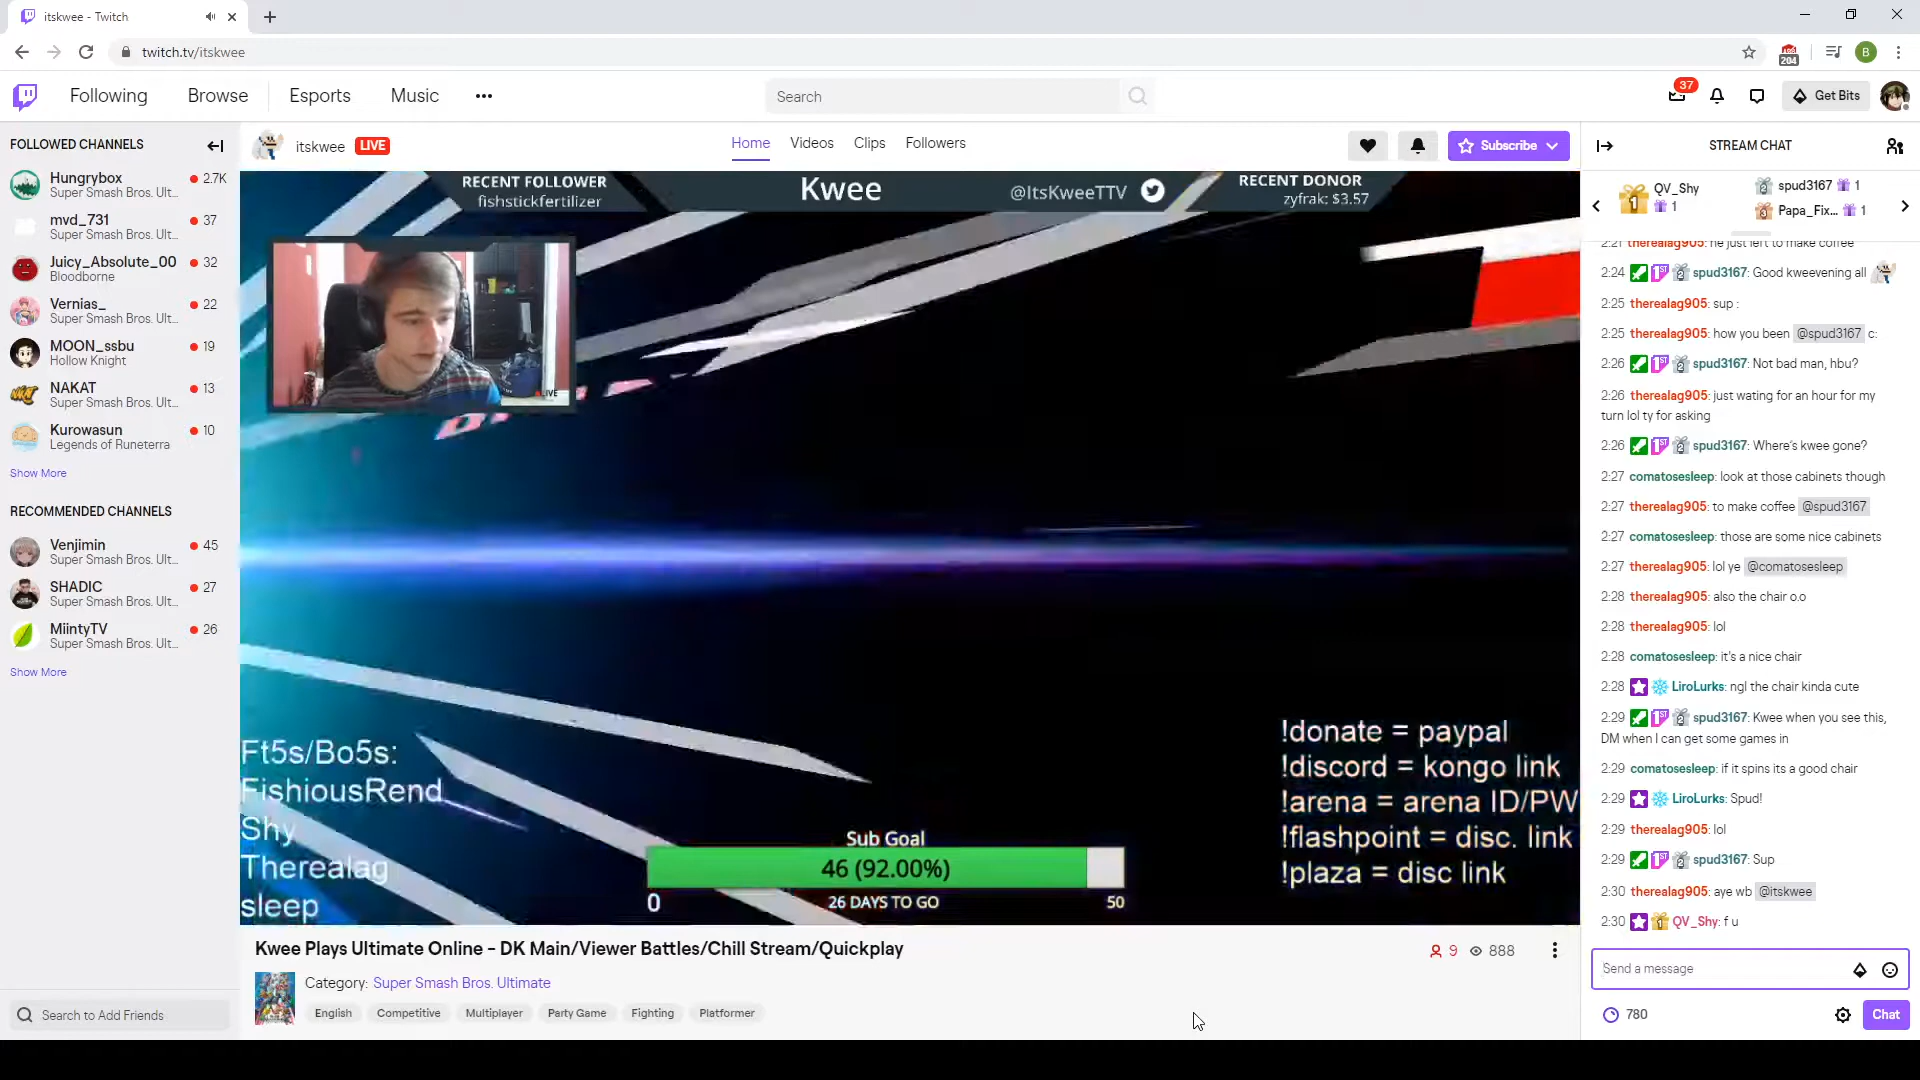 itskwee - Twitch
twitch.tv/itskwee
204
B
Following
Browse
Esports
Music
Search
37
Get Bits
FOLLOWED CHANNELS
Hungrybox
2.7K
Super Smash Bros. Ult...
mvd_731
37
Super Smash Bros. Ult...
Juicy_Absolute_00
32
Bloodborne
Vernias_
22
Super Smash Bros. Ult...
MOON_ssbu
19
Hollow Knight
NAKAT
13
Super Smash Bros. Ult...
Kurowasun
10
Legends of Runeterra
Show More
RECOMMENDED CHANNELS
Venjimin
45
Super Smash Bros. Ult...
SHADIC
27
Super Smash Bros. Ult...
MiintyTV
26
Super Smash Bros. Ult...
Show More
Search to Add Friends
itskwee
LIVE
Home
Videos
Clips
Followers
Subscribe
RECENT FOLLOWER
fishstickfertilizer
Kwee
@ItsKweeTTV
RECENT DONOR
zyfrak: $3.57
LIVE
Ft5s/Bo5s:
FishiousRend
Shy
Therealag
sleep
Sub Goal
46 (92.00%)
0
26 DAYS TO GO
50
!donate = paypal
!discord = kongo link
!arena = arena ID/PW
!flashpoint = disc. link
!plaza = disc link
Kwee Plays Ultimate Online - DK Main/Viewer Battles/Chill Stream/Quickplay
9
888
Category: Super Smash Bros. Ultimate
English
Competitive
Multiplayer
Party Game
Fighting
Platformer
STREAM CHAT
1
QV_Shy
1
2
spud3167
1
3
Papa_Fix...
1
2:21 therealag905: he just left to make coffee
2:24 spud3167: Good kweevening all
2:25 therealag905: sup :
2:25 therealag905: how you been @spud3167 c:
2:26 spud3167: Not bad man, hbu?
2:26 therealag905: just wating for an hour for my
turn lol ty for asking
2:26 spud3167: Where's kwee gone?
2:27 comatosesleep: look at those cabinets though
2:27 therealag905: to make coffee @spud3167
2:27 comatosesleep: those are some nice cabinets
2:27 therealag905: lol ye @comatosesleep
2:28 therealag905: also the chair o.o
2:28 therealag905: lol
2:28 comatosesleep: it's a nice chair
2:28 LiroLurks: ngl the chair kinda cute
2:29 spud3167: Kwee when you see this,
DM when I can get some games in
2:29 comatosesleep: if it spins its a good chair
2:29 LiroLurks: Spud!
2:29 therealag905: lol
2:29 spud3167: Sup
2:30 therealag905: aye wb @itskwee
2:30 QV_Shy: f u
Send a message
780
Chat